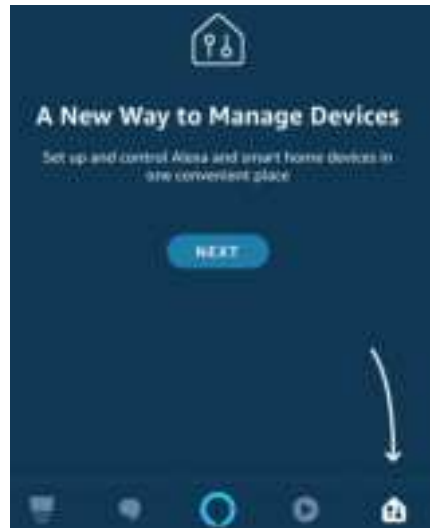 A New Way to Manage Devices
Set up and control Alexa and smart home devices in
one convenient place
NEXT